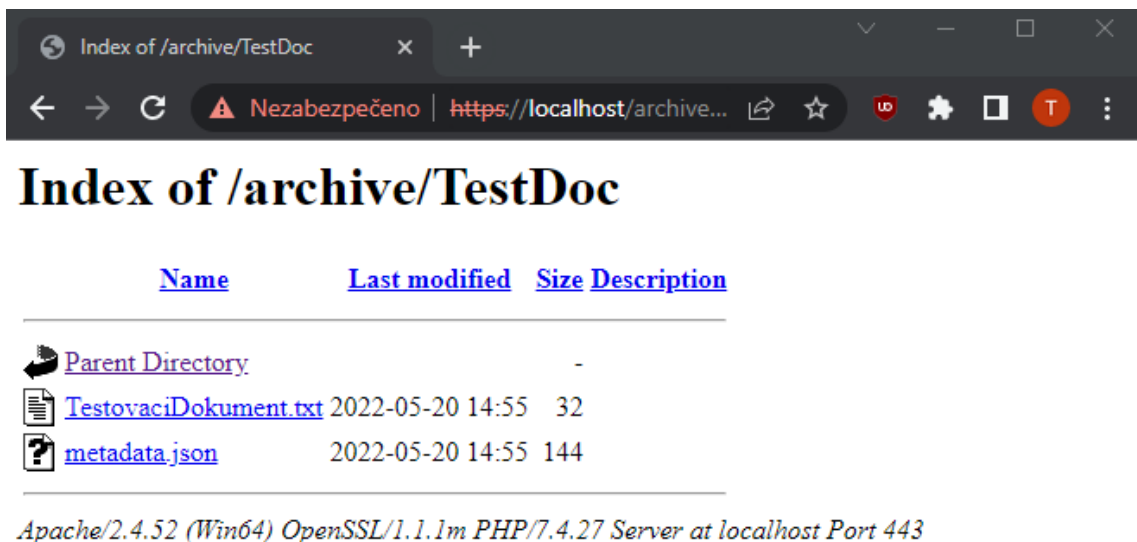 Index of /archive/TestDoc
Nezabezpečeno | https://localhost/archive...
T
Index of /archive/TestDoc
Name Last modified Size Description
Parent Directory -
TestovaciDokument.txt 2022-05-20 14:55 32
metadata.json 2022-05-20 14:55 144
Apache/2.4.52 (Win64) OpenSSL/1.1.1m PHP/7.4.27 Server at localhost Port 443